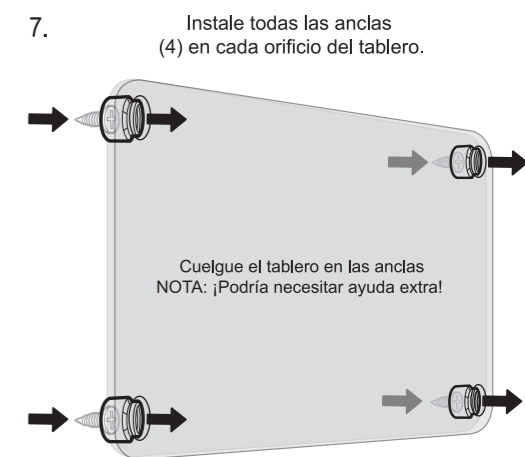 7.
Instale todas las anclas
(4) en cada orificio del tablero.
Cuelgue el tablero en las anclas
NOTA: ¡Podría necesitar ayuda extra!